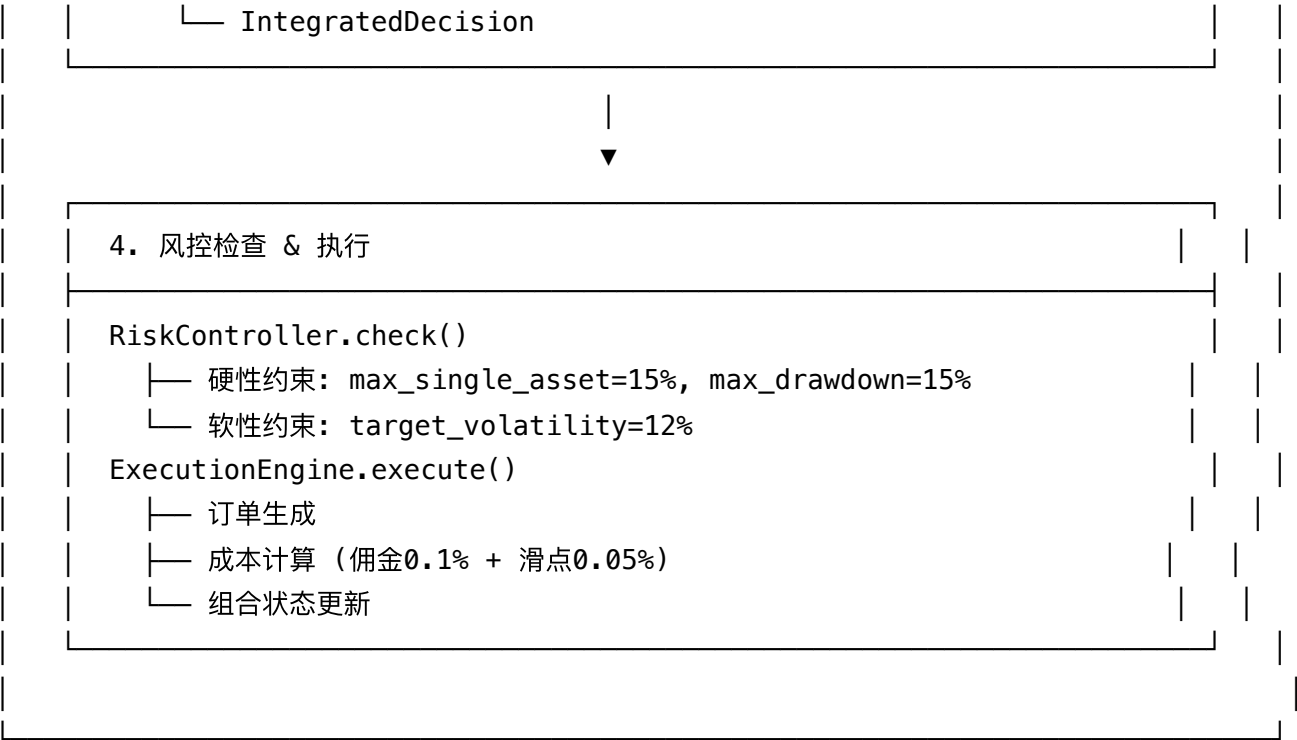 └── IntegratedDecision
▼
4. 风控检查 & 执行
RiskController.check()
├── 硬性约束: max_single_asset=15%, max_drawdown=15%
└── 软性约束: target_volatility=12%
ExecutionEngine.execute()
├── 订单生成
├── 成本计算 (佣金0.1% + 滑点0.05%)
└── 组合状态更新